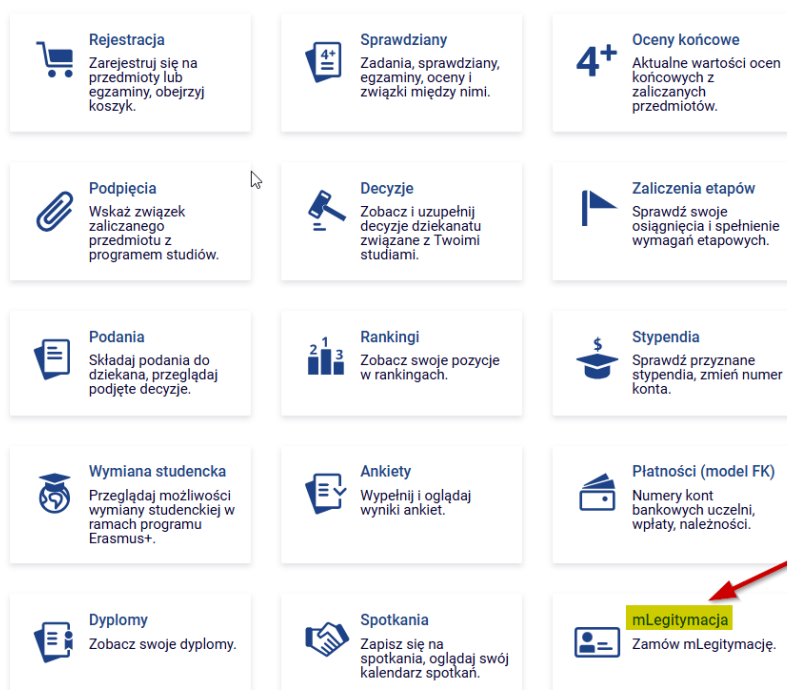 Rejestracja
Zarejestruj się na
przedmioty lub
egzaminy, obejrzyj
koszyk.
4+
Sprawdziany
Zadania, sprawdziany,
egzaminy, oceny i
związki między nimi.
4+
Oceny końcowe
Aktualne wartości ocen
końcowych z
zaliczanych
przedmiotów.
Podpięcia
Wskaż związek
zaliczanego
przedmiotu z
programem studiów.
Decyzje
Zobacz i uzupełnij
decyzje dziekanatu
związane z Twoimi
studiami.
Zaliczenia etapów
Sprawdź swoje
osiągnięcia i spełnienie
wymagań etapowych.
Podania
Składaj podania do
dziekana, przeglądaj
podjęte decyzje.
2 1 3
Rankingi
Zobacz swoje pozycje
w rankingach.
$
Stypendia
Sprawdź przyznane
stypendia, zmień numer
konta.
Wymiana studencka
Przeglądaj możliwości
wymiany studenckiej w
ramach programu
Erasmus+.
Ankiety
Wypełnij i oglądaj
wyniki ankiet.
Płatności (model FK)
Numery kont
bankowych uczelni,
wpłaty, należności.
Dyplomy
Zobacz swoje dyplomy.
Spotkania
Zapisz się na
spotkania, oglądaj swój
kalendarz spotkań.
mLegitymacja
Zamów mLegitymację.